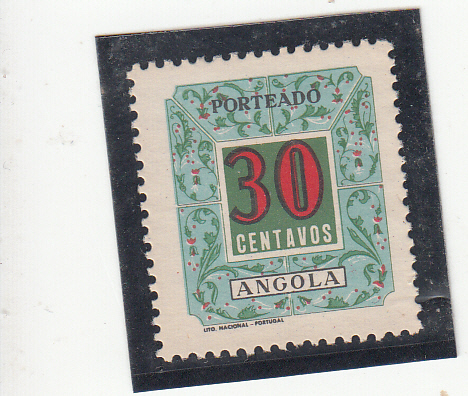 PORTEADO
30
CENTAVOS
ANGOLA
LITO. NACIONAL - PORTUGAL